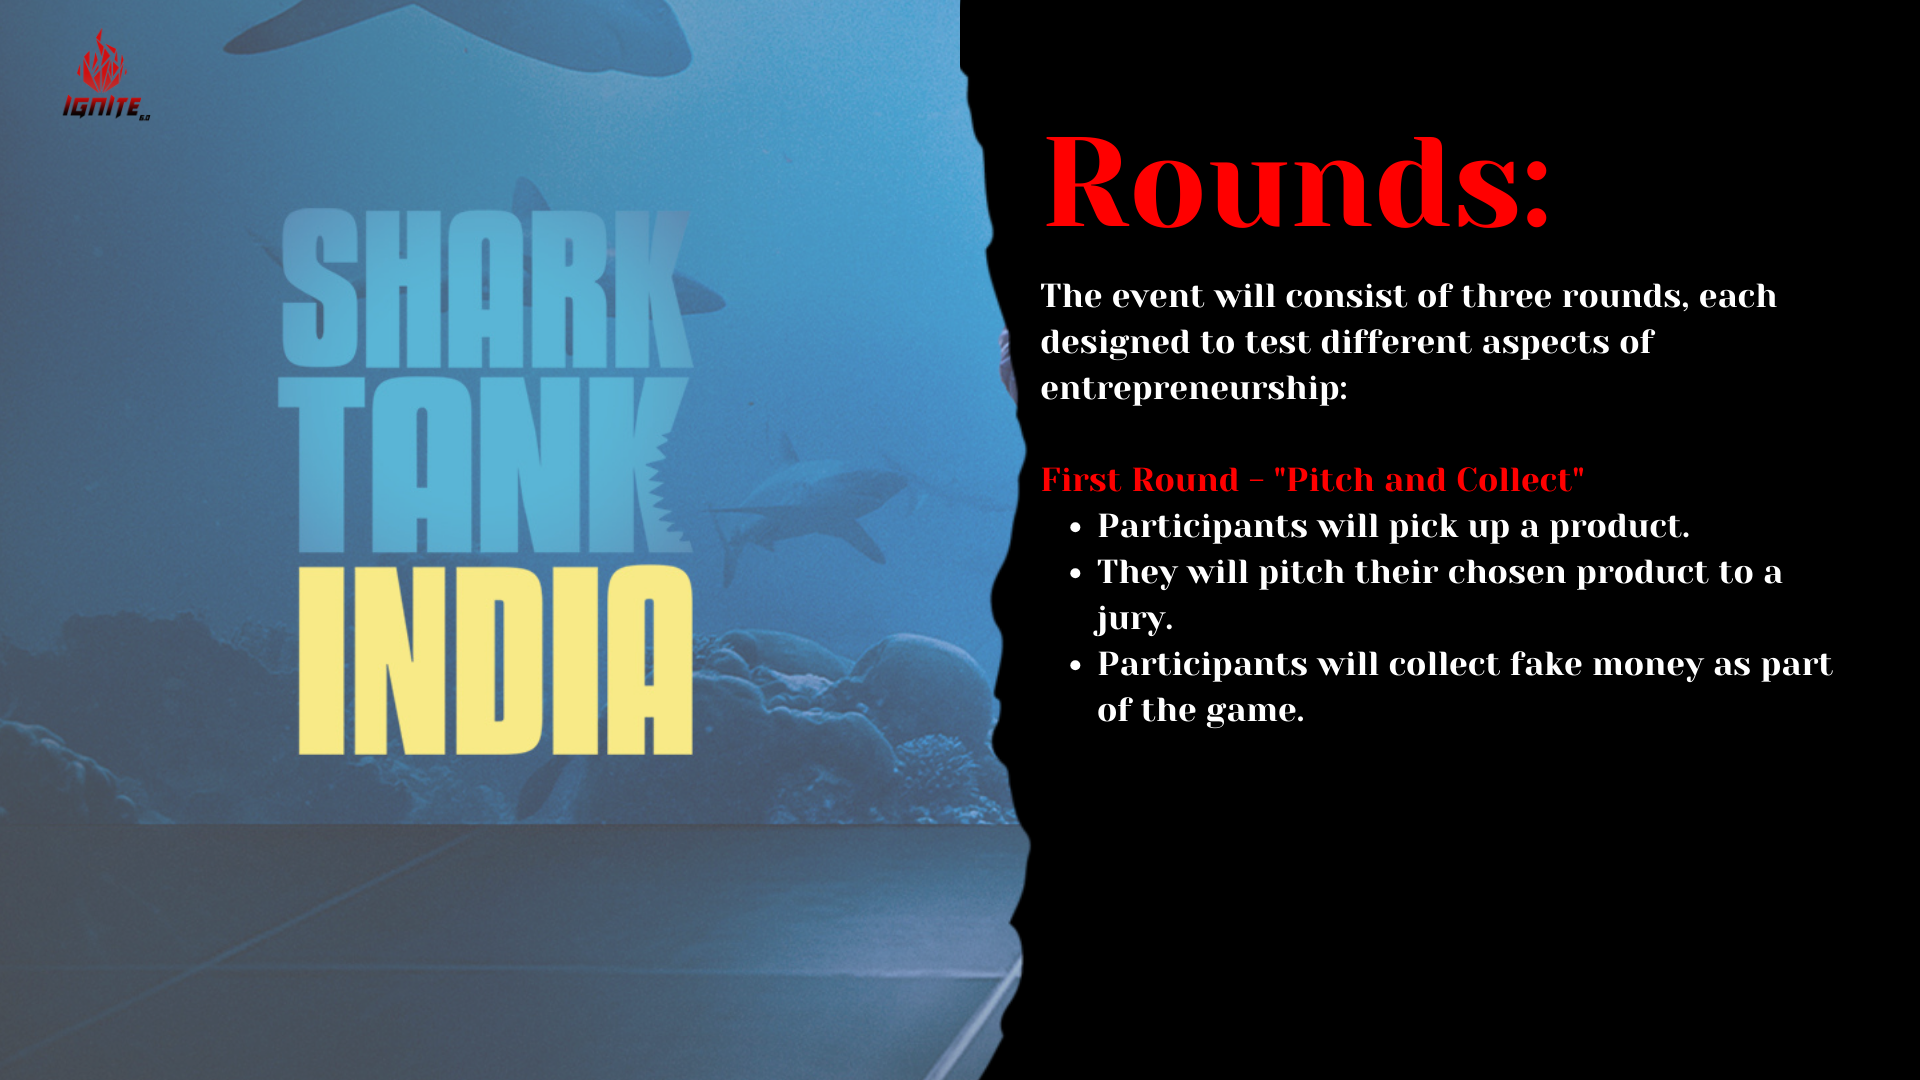 IGNITE 6.0
SHARK
TANK
INDIA
Rounds:
The event will consist of three rounds, each
designed to test different aspects of
entrepreneurship:
First Round - "Pitch and Collect"
• Participants will pick up a product.
• They will pitch their chosen product to a
jury.
• Participants will collect fake money as part
of the game.